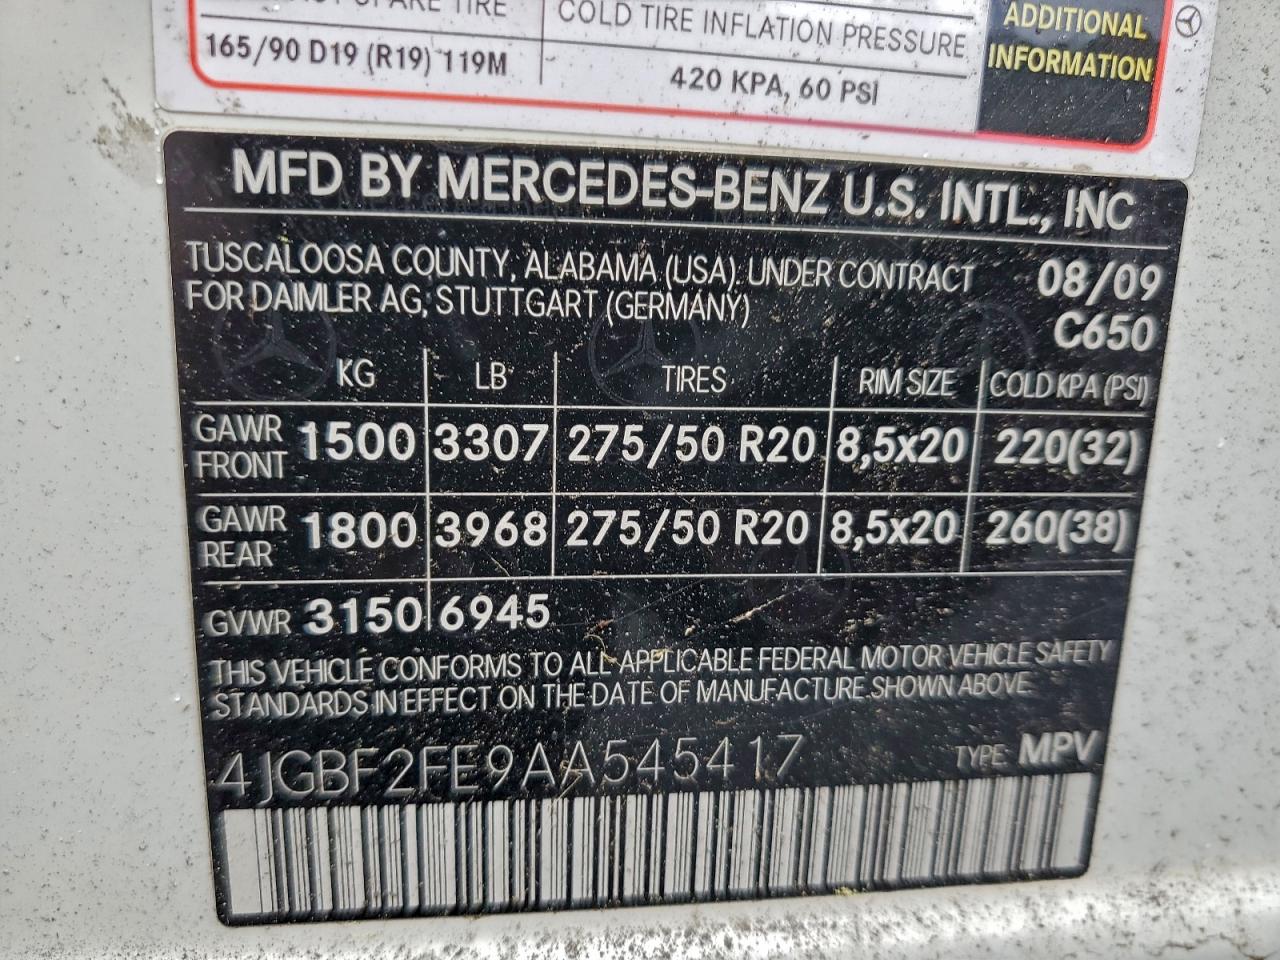 SPARE TIRE
COLD TIRE INFLATION PRESSURE
165/90 D19 (R19) 119M
420 KPA, 60 PSI
ADDITIONAL
INFORMATION
MFD BY MERCEDES-BENZ U.S. INTL., INC
TUSCALOOSA COUNTY, ALABAMA (USA). UNDER CONTRACT
FOR DAIMLER AG, STUTTGART (GERMANY)
08/09
C650
KG LB TIRES RIM SIZE COLD KPA (PSI)
GAWR FRONT 1500 3307 275/50 R20 8,5x20 220(32)
GAWR REAR 1800 3968 275/50 R20 8,5x20 260(38)
GVWR 3150 6945
THIS VEHICLE CONFORMS TO ALL APPLICABLE FEDERAL MOTOR VEHICLE SAFETY
STANDARDS IN EFFECT ON THE DATE OF MANUFACTURE SHOWN ABOVE
4JGBF2FE9AA545417 TYPE MPV